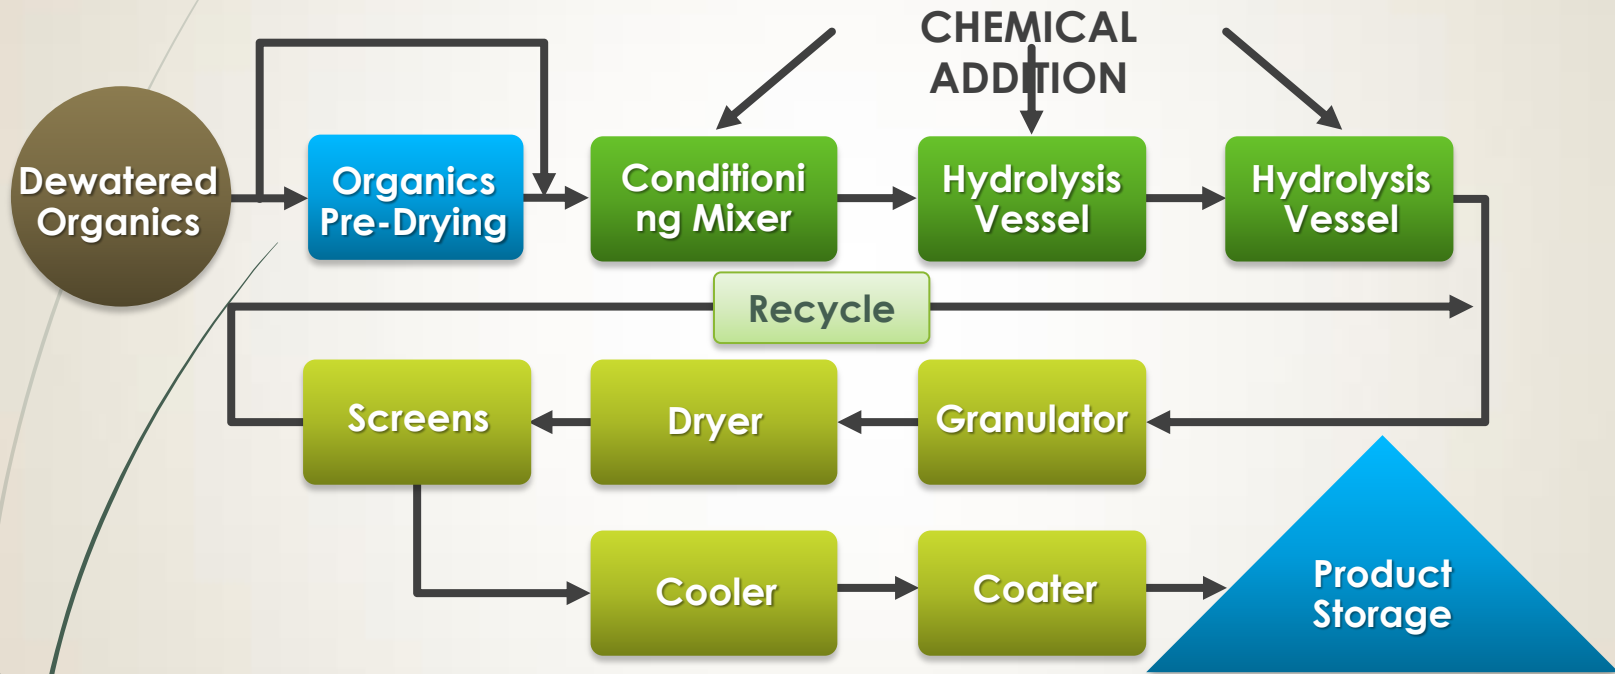 CHEMICAL
ADDITION
Dewatered
Organics
Organics
Pre-Drying
Conditioni
ng Mixer
Hydrolysis
Vessel
Hydrolysis
Vessel
Recycle
Screens
Dryer
Granulator
Cooler
Coater
Product
Storage